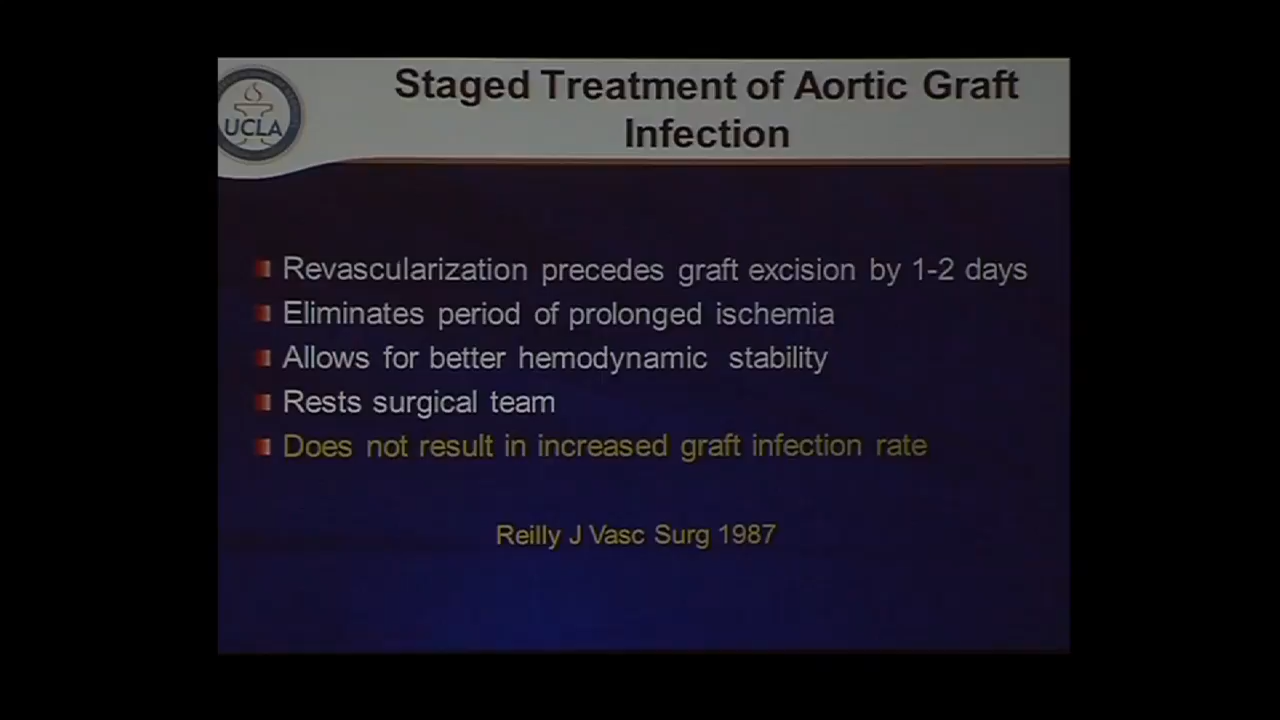 UCLA
Staged Treatment of Aortic Graft
Infection
Revascularization precedes graft excision by 1-2 days
Eliminates period of prolonged ischemia
Allows for better hemodynamic stability
Rests surgical team
Does not result in increased graft infection rate
Reilly J Vasc Surg 1987